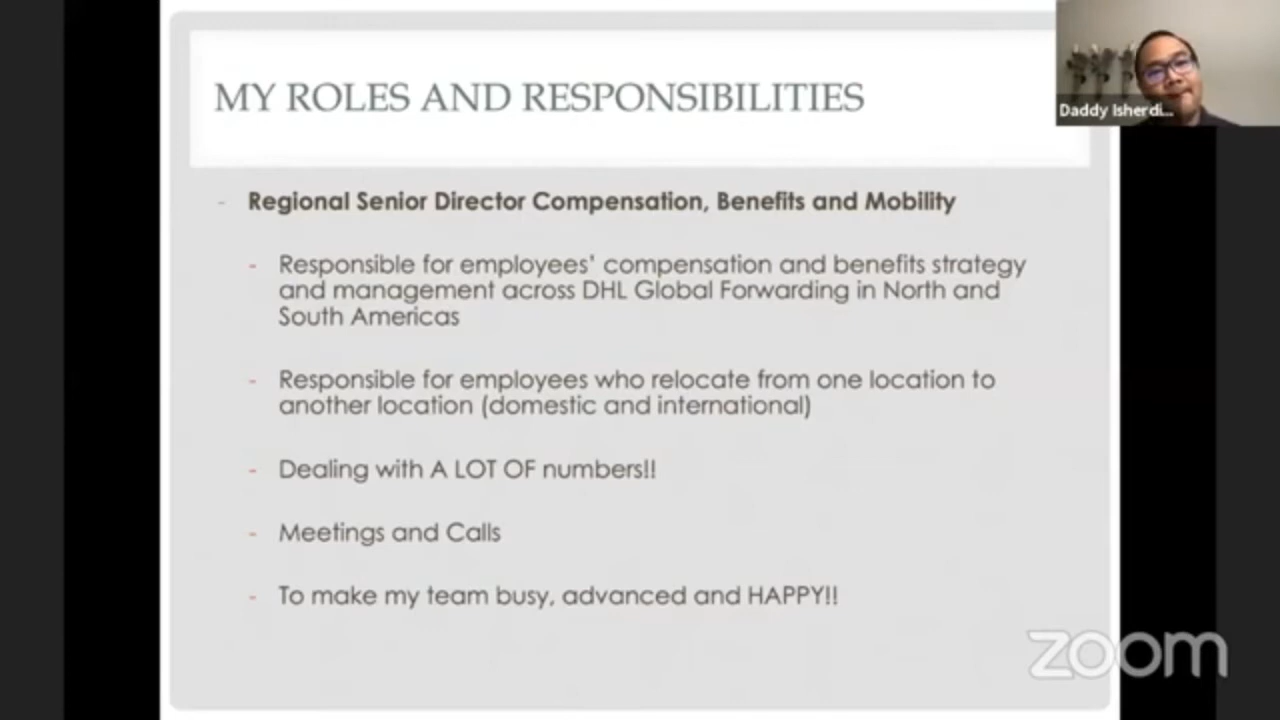 MY ROLES AND RESPONSIBILITIES
Daddy Isherdi...
- Regional Senior Director Compensation, Benefits and Mobility
- Responsible for employees' compensation and benefits strategy
and management across DHL Global Forwarding in North and
South Americas
- Responsible for employees who relocate from one location to
another location (domestic and international)
- Dealing with A LOT OF numbers!!
- Meetings and Calls
- To make my team busy, advanced and HAPPY!!
zoom